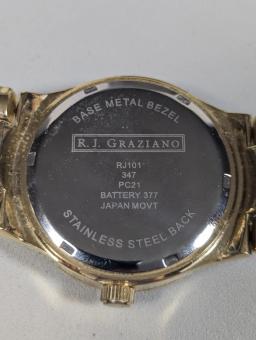 BASE METAL BEZEL
R.J. GRAZIANO
RJ101
347
PC21
BATTERY 377
JAPAN MOVT
STAINLESS STEEL BACK